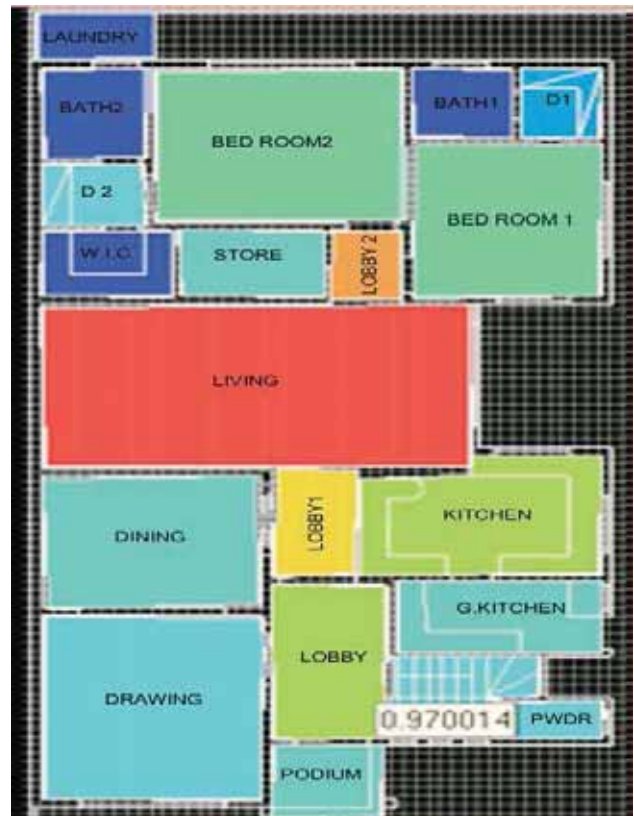 LAUNDRY
BATH2
BED ROOM2
BATH1
D1
D 2
BED ROOM 1
W.I.C.
STORE
LOBBY 2
LIVING
DINING
LOBBY1
KITCHEN
G.KITCHEN
LOBBY
DRAWING
0.970014
PWDR
PODIUM